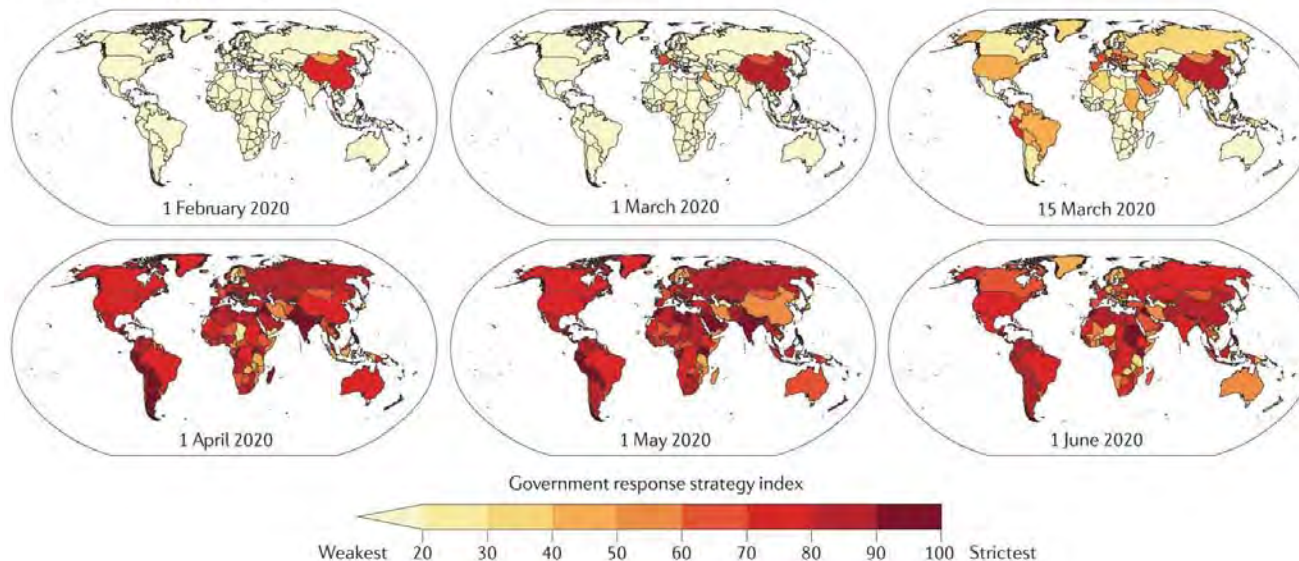 1 February 2020
1 March 2020
15 March 2020
1 April 2020
1 May 2020
1 June 2020
Government response strategy index
Weakest 20 30 40 50 60 70 80 90 100 Strictest